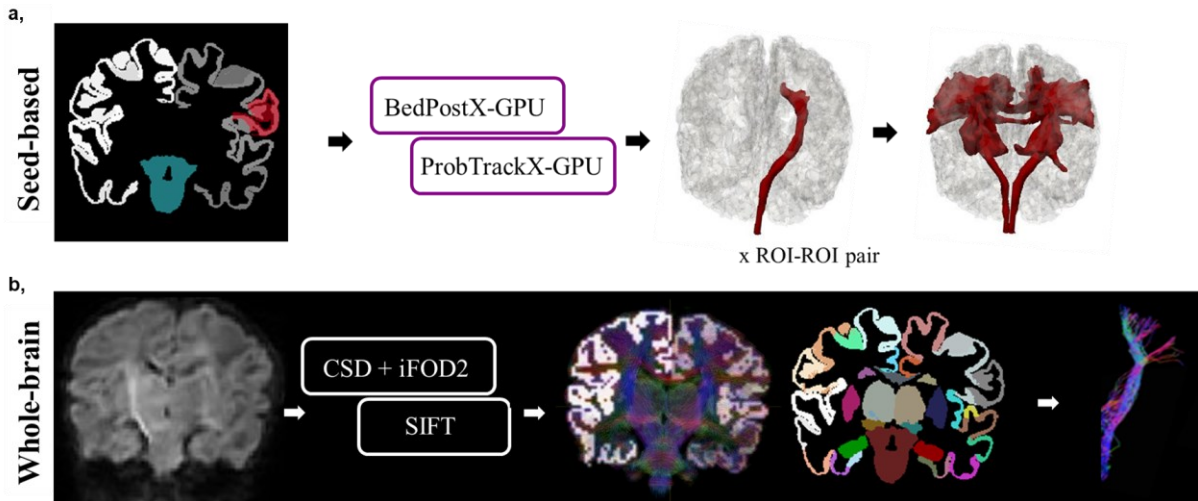 a,
Seed-based
BedPostX-GPU
ProbTrackX-GPU
x ROI-ROI pair
b,
Whole-brain
CSD + iFOD2
SIFT